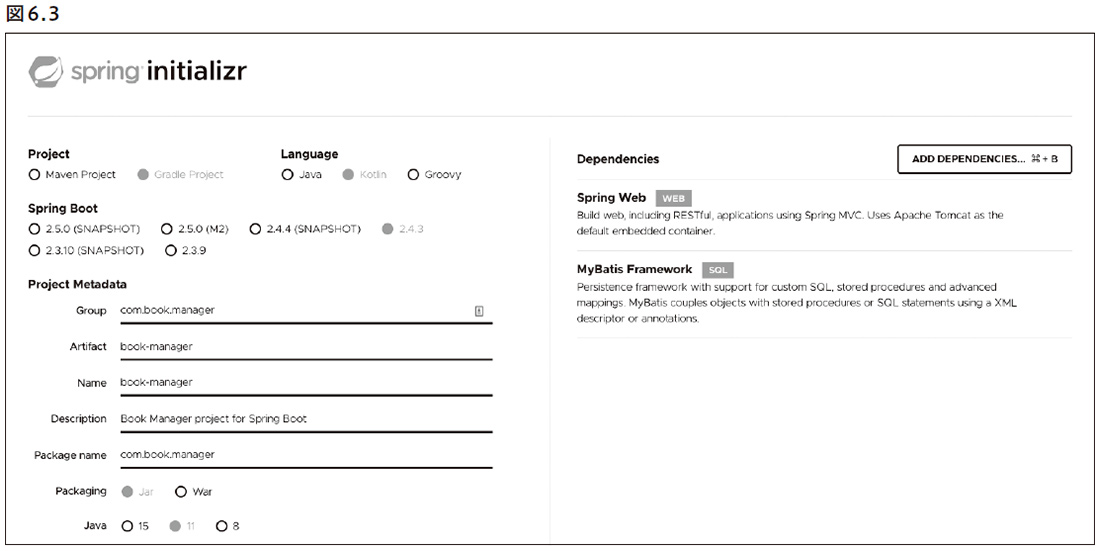 図6.3
spring initializr
Project
Maven Project Gradle Project
Language
Java Kotlin Groovy
Spring Boot
2.5.0 (SNAPSHOT) 2.5.0 (M2) 2.4.4 (SNAPSHOT) 2.4.3
2.3.10 (SNAPSHOT) 2.3.9
Project Metadata
Group com.book.manager
Artifact book-manager
Name book-manager
Description Book Manager project for Spring Boot
Package name com.book.manager
Packaging Jar War
Java 15 11 8
Dependencies
ADD DEPENDENCIES... ⌘ + B
Spring Web WEB
Build web, including RESTful, applications using Spring MVC. Uses Apache Tomcat as the
default embedded container.
MyBatis Framework SQL
Persistence framework with support for custom SQL, stored procedures and advanced
mappings. MyBatis couples objects with stored procedures or SQL statements using a XML
descriptor or annotations.